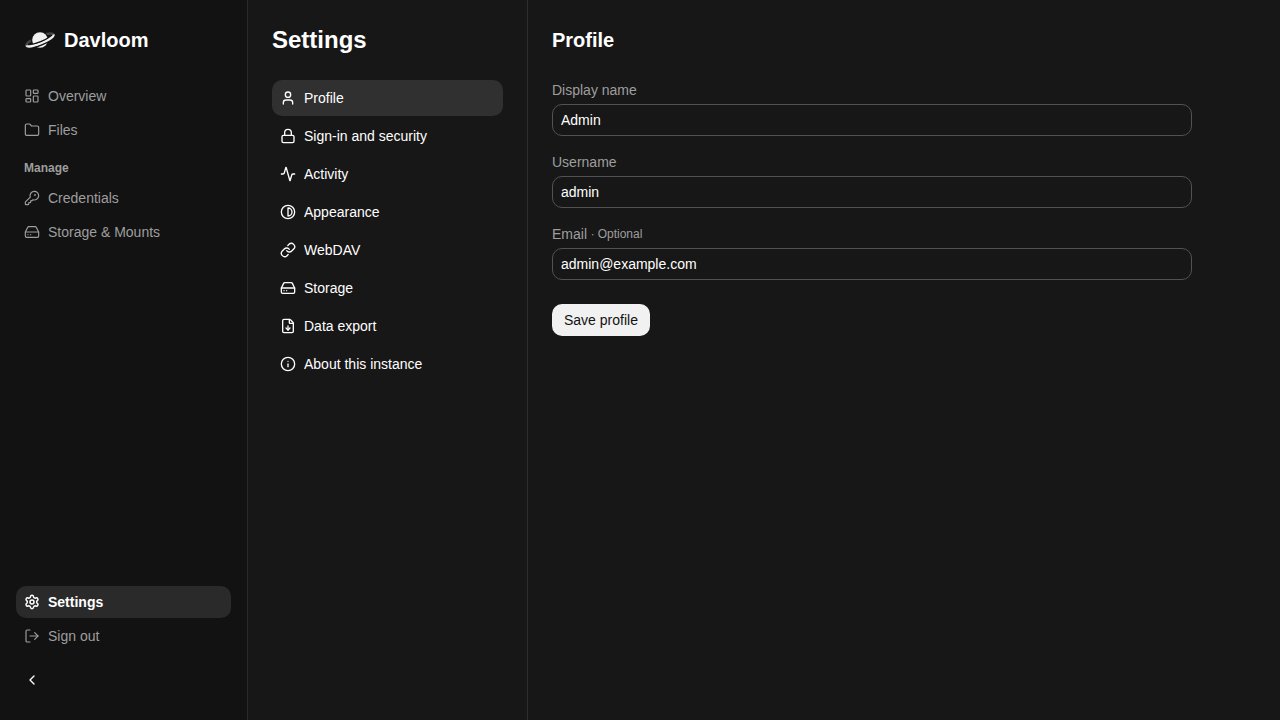 Davloom
Overview
Files
Manage
Credentials
Storage & Mounts
Settings
Sign out
Settings
Profile
Sign-in and security
Activity
Appearance
WebDAV
Storage
Data export
About this instance
Profile
Display name
Admin
Username
admin
Email · Optional
admin@example.com
Save profile